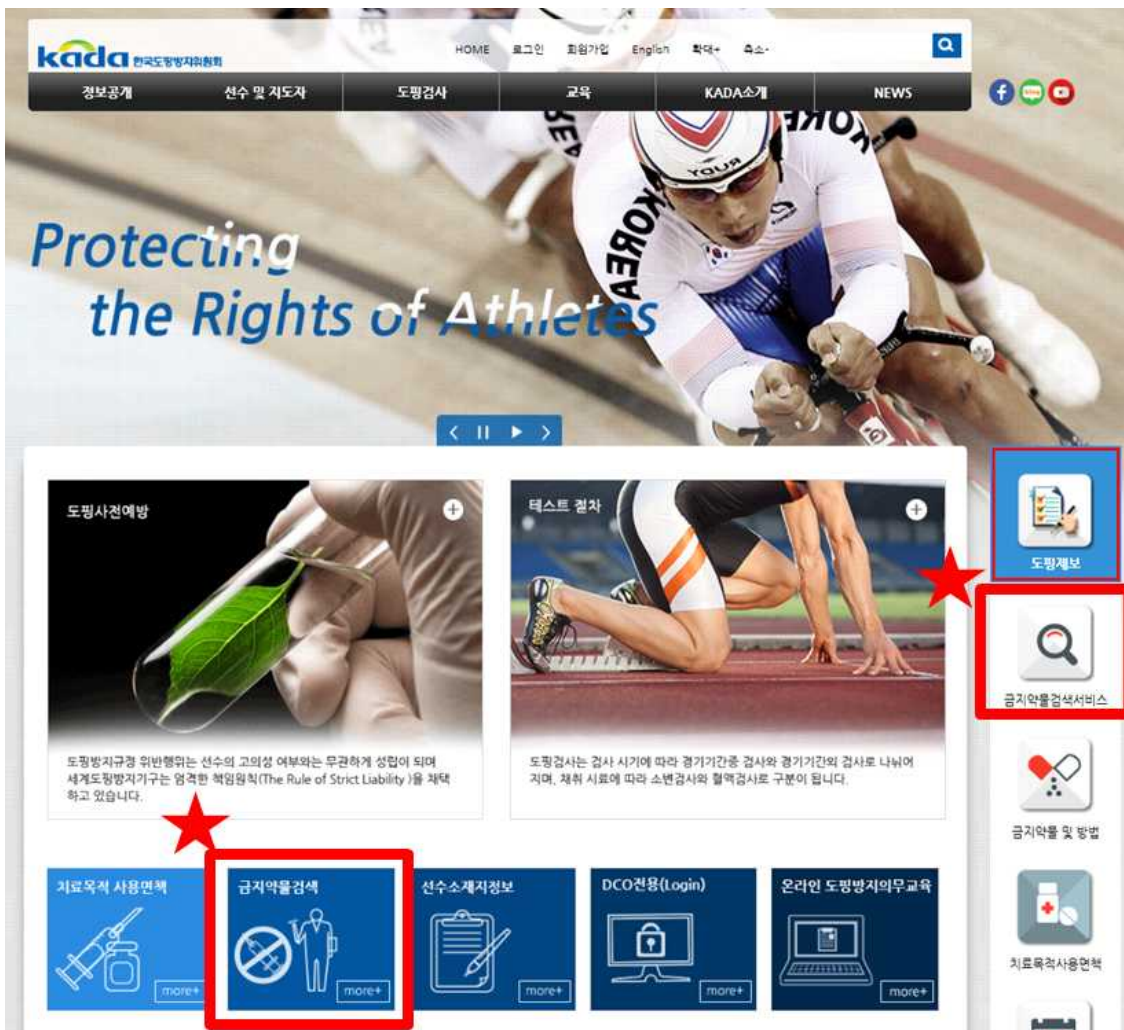 kada 한국도핑방지위원회
HOME 로그인 회원가입 English 확대+ 축소-
정보공개 선수 및 지도자 도핑검사 교육 KADA소개 NEWS
KOREA
KOREA
RUDY
Protecting
the Rights of Athletes
도핑사전예방
테스트 절차
도핑방지규정 위반행위는 선수의 고의성 여부와는 무관하게 성립이 되며
세계도핑방지기구는 엄격한 책임원칙(The Rule of Strict Liability )을 채택
하고 있습니다.
도핑검사는 검사 시기에 따라 경기기간중 검사와 경기기간외 검사로 나뉘어
지며, 채취 시료에 따라 소변검사와 혈액검사로 구분이 됩니다.
도핑제보
금지약물검색서비스
금지약물 및 방법
치료목적사용면책
치료목적 사용면책
more+
금지약물검색
more+
선수소재지정보
more+
DCO전용(Login)
more+
온라인 도핑방지의무교육
more+